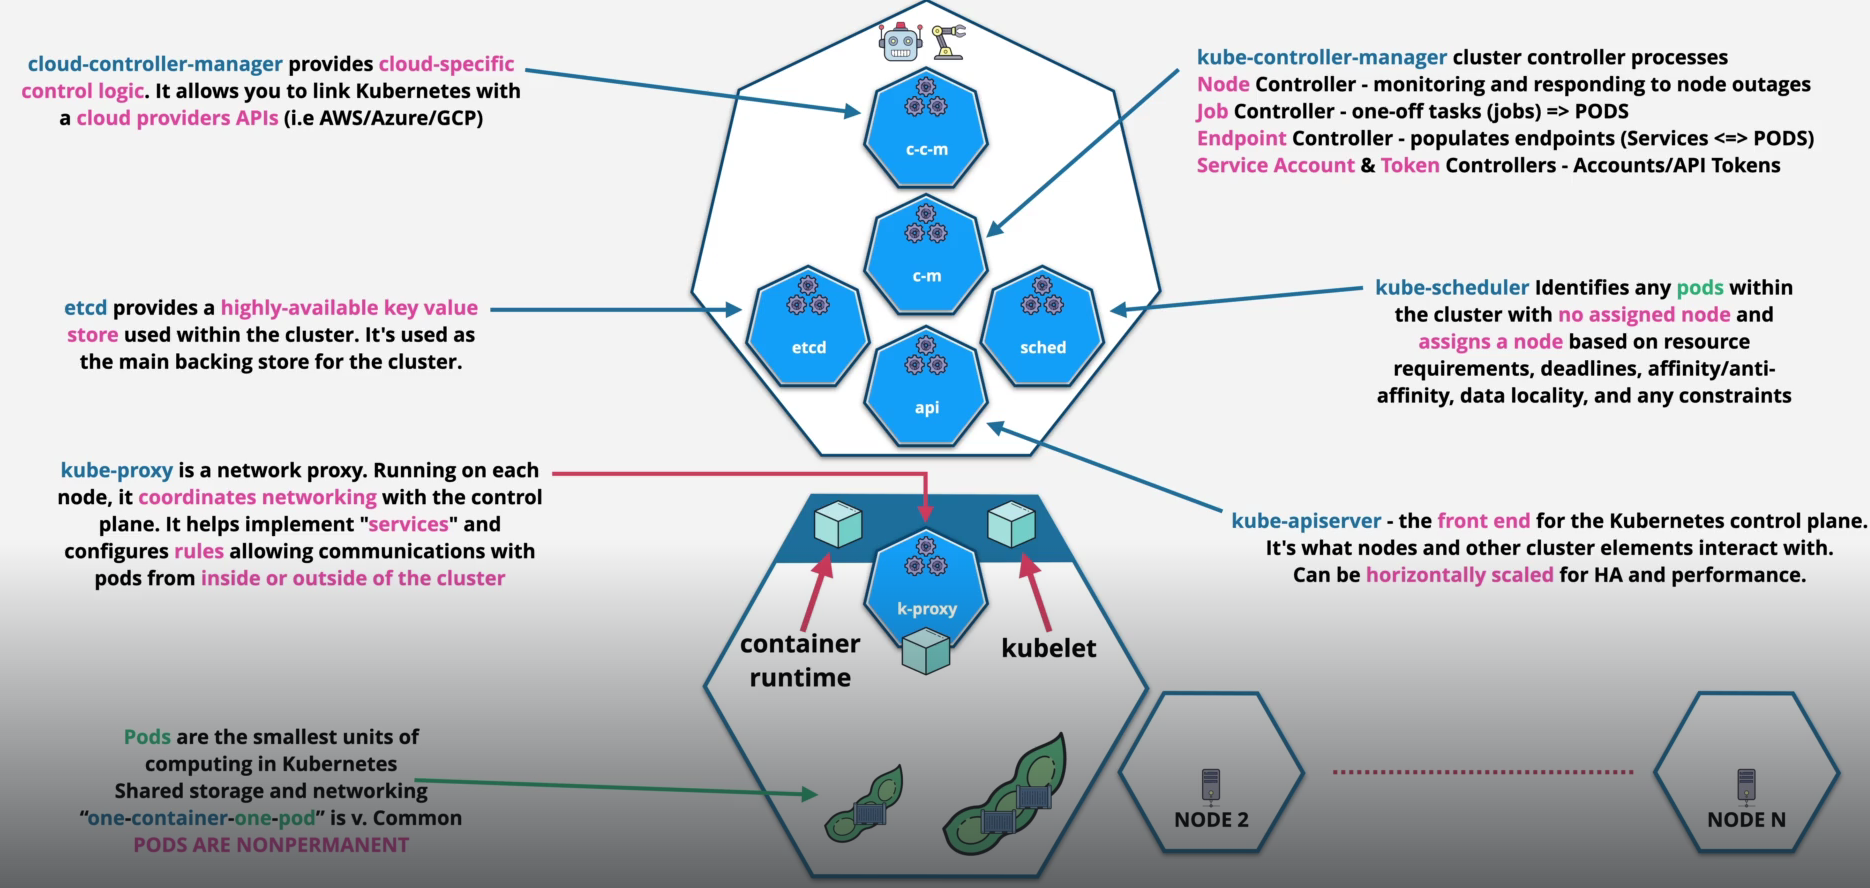 cloud-controller-manager provides cloud-specific
control logic. It allows you to link Kubernetes with
a cloud providers APIs (i.e AWS/Azure/GCP)
kube-controller-manager cluster controller processes
Node Controller - monitoring and responding to node outages
Job Controller - one-off tasks (jobs) => PODS
Endpoint Controller - populates endpoints (Services <=> PODS)
Service Account & Token Controllers - Accounts/API Tokens
c-c-m
c-m
etcd
sched
api
etcd provides a highly-available key value
store used within the cluster. It's used as
the main backing store for the cluster.
kube-scheduler Identifies any pods within
the cluster with no assigned node and
assigns a node based on resource
requirements, deadlines, affinity/anti-
affinity, data locality, and any constraints
kube-proxy is a network proxy. Running on each
node, it coordinates networking with the control
plane. It helps implement "services" and
configures rules allowing communications with
pods from inside or outside of the cluster
kube-apiserver - the front end for the Kubernetes control plane.
It's what nodes and other cluster elements interact with.
Can be horizontally scaled for HA and performance.
k-proxy
container
runtime
kubelet
Pods are the smallest units of
computing in Kubernetes
Shared storage and networking
“one-container-one-pod” is v. Common
PODS ARE NONPERMANENT
NODE 2
NODE N